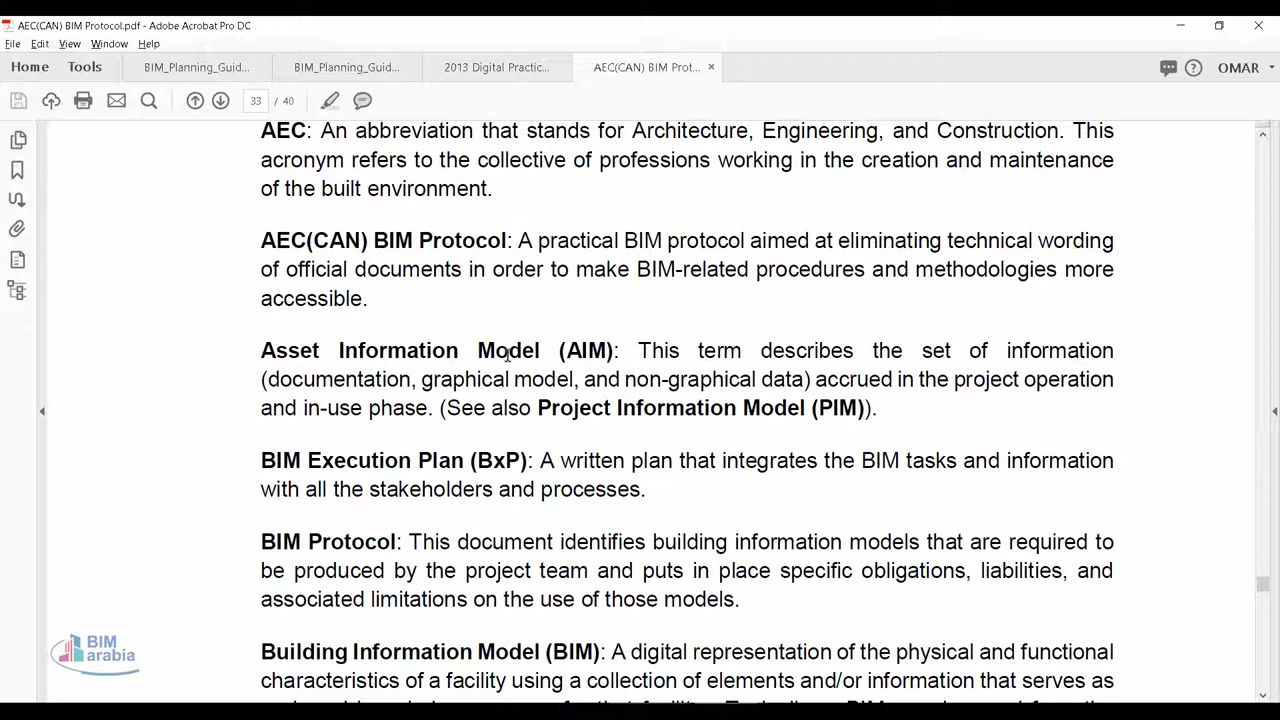 AEC(CAN) BIM Protocol.pdf - Adobe Acrobat Pro DC
File Edit View Window Help
Home Tools BIM_Planning_Guid... BIM_Planning_Guid... 2013 Digital Practic... AEC(CAN) BIM Prot... × OMAR
33 / 40
AEC: An abbreviation that stands for Architecture, Engineering, and Construction. This
acronym refers to the collective of professions working in the creation and maintenance
of the built environment.
AEC(CAN) BIM Protocol: A practical BIM protocol aimed at eliminating technical wording
of official documents in order to make BIM-related procedures and methodologies more
accessible.
Asset Information Model (AIM): This term describes the set of information
(documentation, graphical model, and non-graphical data) accrued in the project operation
and in-use phase. (See also Project Information Model (PIM)).
BIM Execution Plan (BxP): A written plan that integrates the BIM tasks and information
with all the stakeholders and processes.
BIM Protocol: This document identifies building information models that are required to
be produced by the project team and puts in place specific obligations, liabilities, and
associated limitations on the use of those models.
BIM
arabia
Building Information Model (BIM): A digital representation of the physical and functional
characteristics of a facility using a collection of elements and/or information that serves as